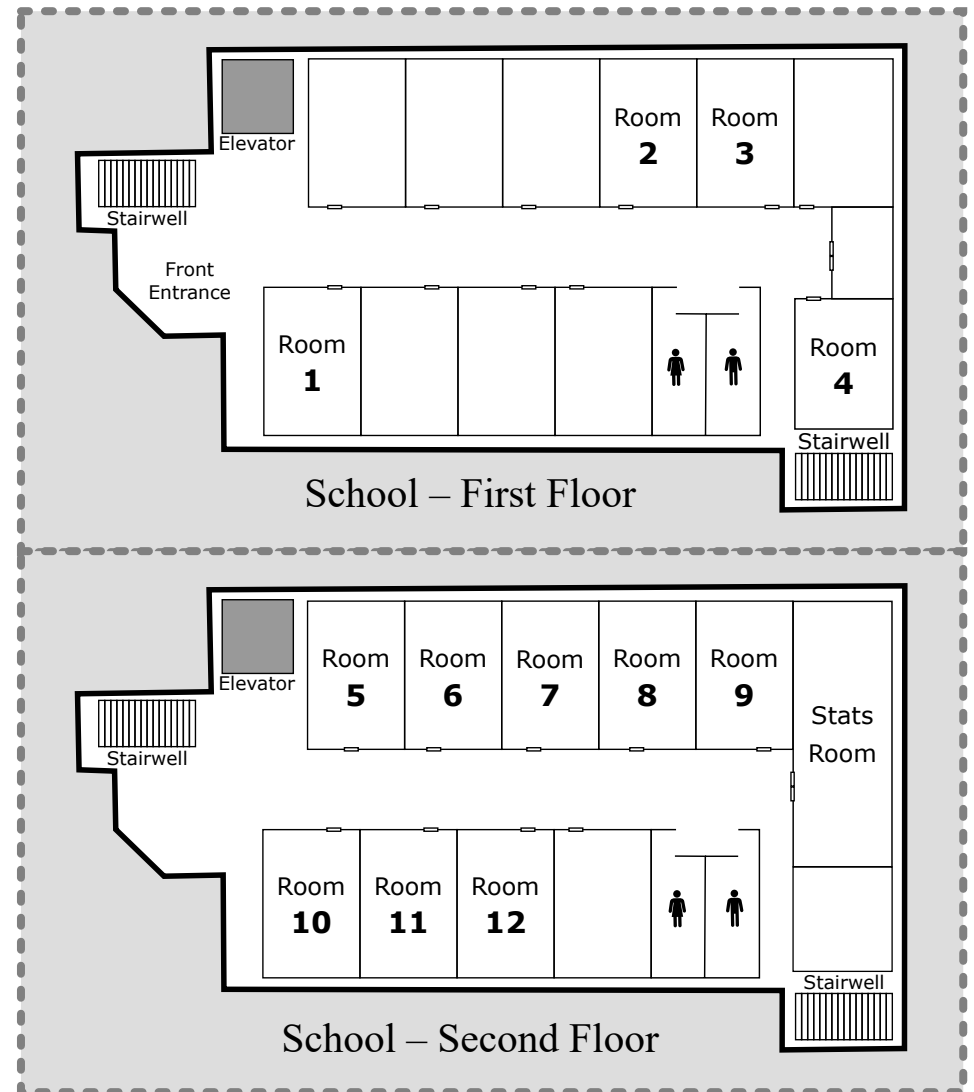 Elevator
Room
2
Room
3
Stairwell
Front
Entrance
Room
1
Room
4
Stairwell
School – First Floor
Elevator
Room
5
Room
6
Room
7
Room
8
Room
9
Stairwell
Stats
Room
Room
10
Room
11
Room
12
Stairwell
School – Second Floor